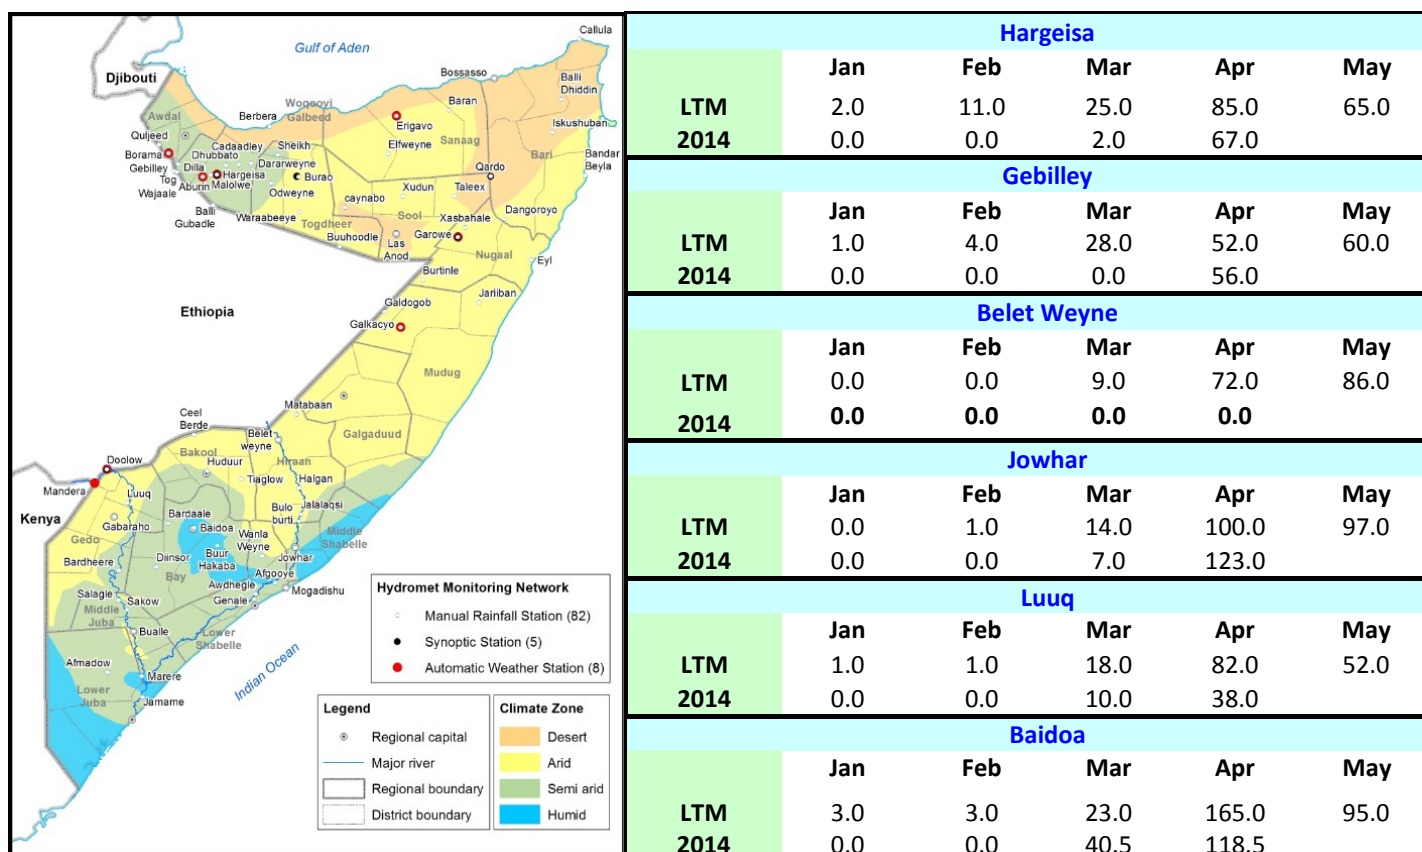 Gulf of Aden
Callula
Djibouti
Bossasso
Balli
Dhiddin
Woqooyi
Galbeed
Baran
Awdal
Berbera
Erigavo
Iskushuban
Quljeed
Cadaadley
Sheikh
Elfweyne
Sanaag
Bari
Borama
Dhubbato
Bandar
Beyla
Gebilley
Dilla
Dararweyne
Qardo
Tog
Wajaale
Hargeisa
Burao
Aburin
Malolwe
Xudun
Taleex
Odweyne
caynabo
Balli
Gubadle
Waraabeeye
Togdheer
Sool
Xasbahale
Dangoroyo
Buuhoodle
Las
Anod
Garowe
Nugaal
Eyl
Burtinle
Jariiban
Ethiopia
Galdogob
Galkacyo
Mudug
Matabaan
Ceel
Berde
Belet
weyne
Galgaduud
Bakool
Doolow
Huduur
Hiraan
Mandera
Tiaglow
Halgan
Luuq
Kenya
Bulo
burti
Jalalaqsi
Bardaale
Gabaraho
Baidoa
Middle
Shabelle
Wanla
Weyne
Gedo
Buur
Hakaba
Jowhar
Bardheere
Diinsor
Bay
Afgooye
Awdhegle
Mogadishu
Salagle
Sakow
Genale
Middle
Juba
Bualle
Lower
Shabelle
Afmadow
Marere
Indian Ocean
Lower
Juba
Jamame
Hydromet Monitoring Network
Manual Rainfall Station (82)
Synoptic Station (5)
Automatic Weather Station (8)
Legend
Regional capital
Major river
Regional boundary
District boundary
Climate Zone
Desert
Arid
Semi arid
Humid
Hargeisa
Jan Feb Mar Apr May
LTM 2.0 11.0 25.0 85.0 65.0
2014 0.0 0.0 2.0 67.0
Gebilley
Jan Feb Mar Apr May
LTM 1.0 4.0 28.0 52.0 60.0
2014 0.0 0.0 0.0 56.0
Belet Weyne
Jan Feb Mar Apr May
LTM 0.0 0.0 9.0 72.0 86.0
2014 0.0 0.0 0.0 0.0
Jowhar
Jan Feb Mar Apr May
LTM 0.0 1.0 14.0 100.0 97.0
2014 0.0 0.0 7.0 123.0
Luuq
Jan Feb Mar Apr May
LTM 1.0 1.0 18.0 82.0 52.0
2014 0.0 0.0 10.0 38.0
Baidoa
Jan Feb Mar Apr May
LTM 3.0 3.0 23.0 165.0 95.0
2014 0.0 0.0 40.5 118.5